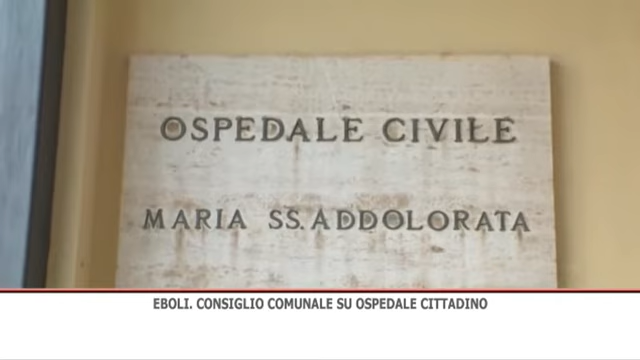 OSPEDALE CIVILE
MARIA SS. ADDOLORATA
EBOLI. CONSIGLIO COMUNALE SU OSPEDALE CITTADINO